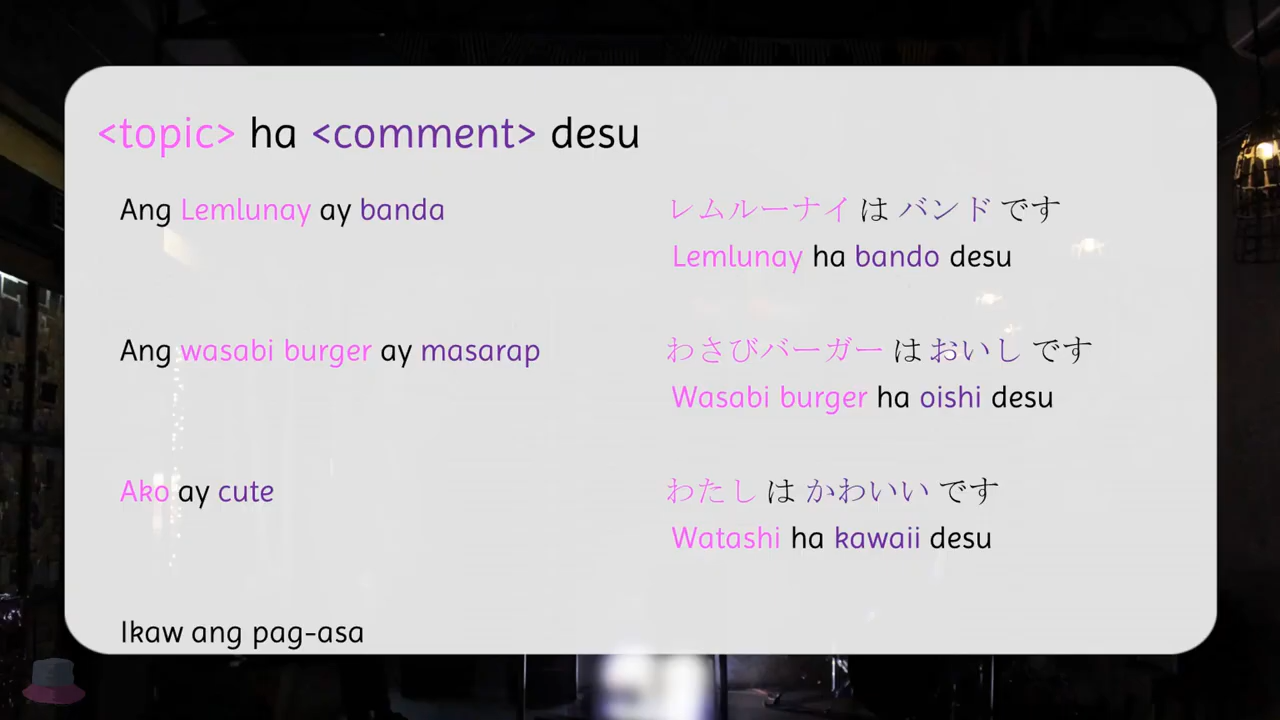 <topic> ha <comment> desu
Ang Lemlunay ay banda
レムルーナイ は バンド です
Lemlunay ha bando desu
Ang wasabi burger ay masarap
わさびバーガー は おいし です
Wasabi burger ha oishi desu
Ako ay cute
わたし は かわいい です
Watashi ha kawaii desu
Ikaw ang pag-asa